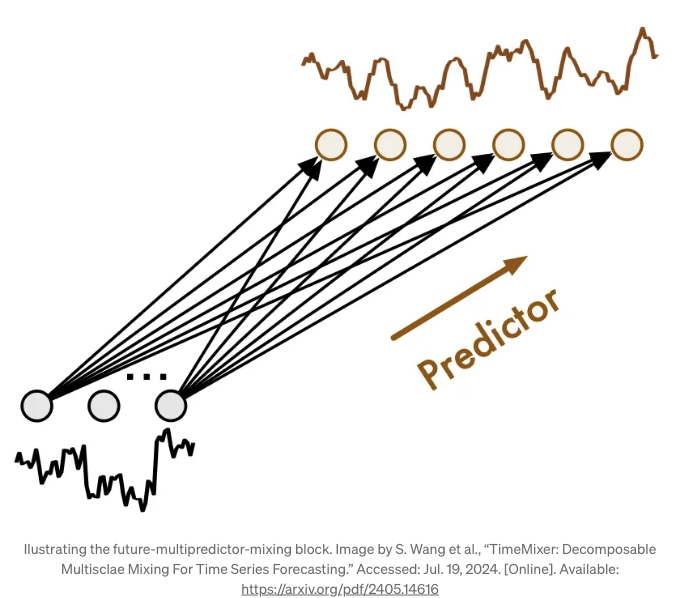 Predictor
Ilustrating the future-multipredictor-mixing block. Image by S. Wang et al., “TimeMixer: Decomposable
Multisclae Mixing For Time Series Forecasting.” Accessed: Jul. 19, 2024. [Online]. Available:
https://arxiv.org/pdf/2405.14616